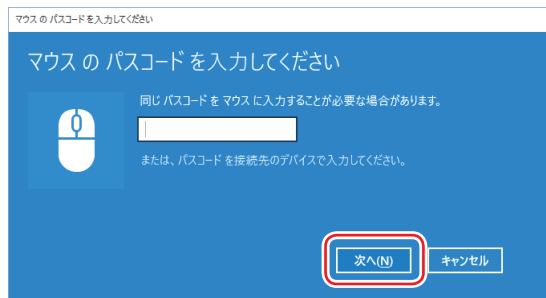 マウス の パスコード を入力してください
マウス の パスコード を入力してください
同じ パスコード を マウス に入力することが必要な場合があります。
または、パスコード を接続先のデバイスで入力してください。
次へ(N) キャンセル